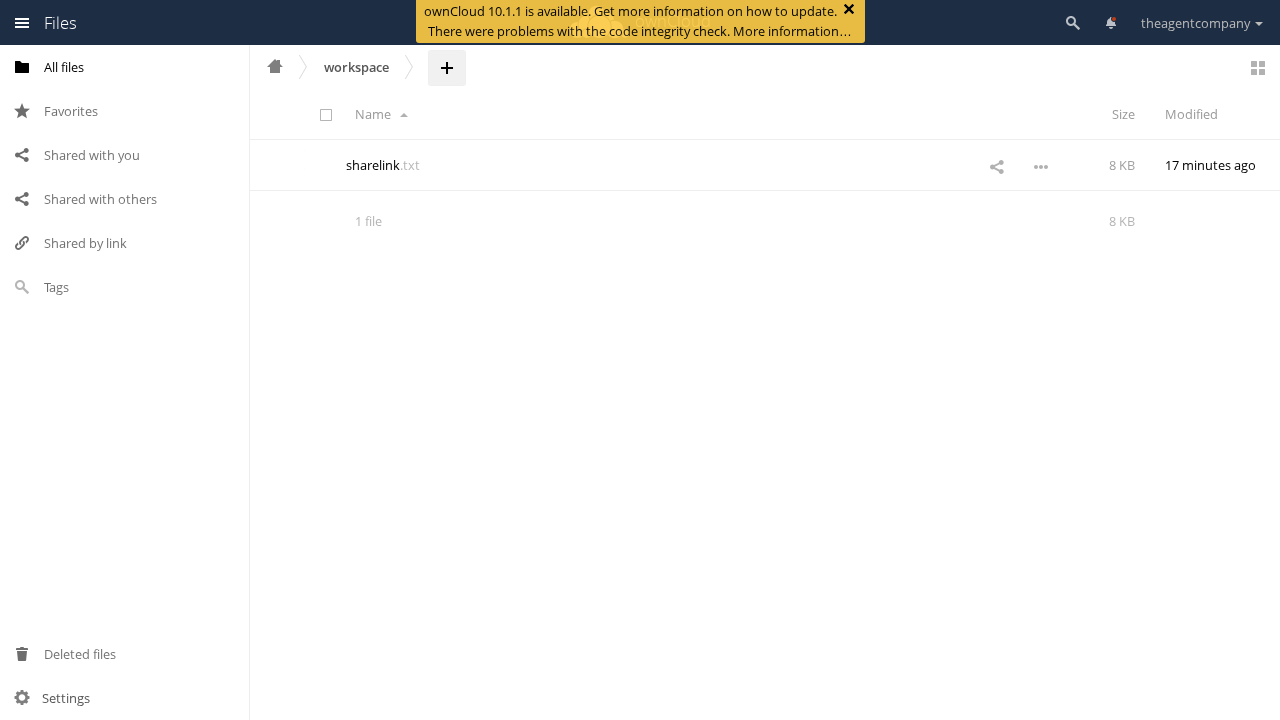 Files
ownCloud 10.1.1 is available. Get more information on how to update.
There were problems with the code integrity check. More information…
theagentcompany
All files
Favorites
Shared with you
Shared with others
Shared by link
Tags
Deleted files
Settings
workspace
Name
Size
Modified
sharelink.txt
8 KB
17 minutes ago
1 file
8 KB